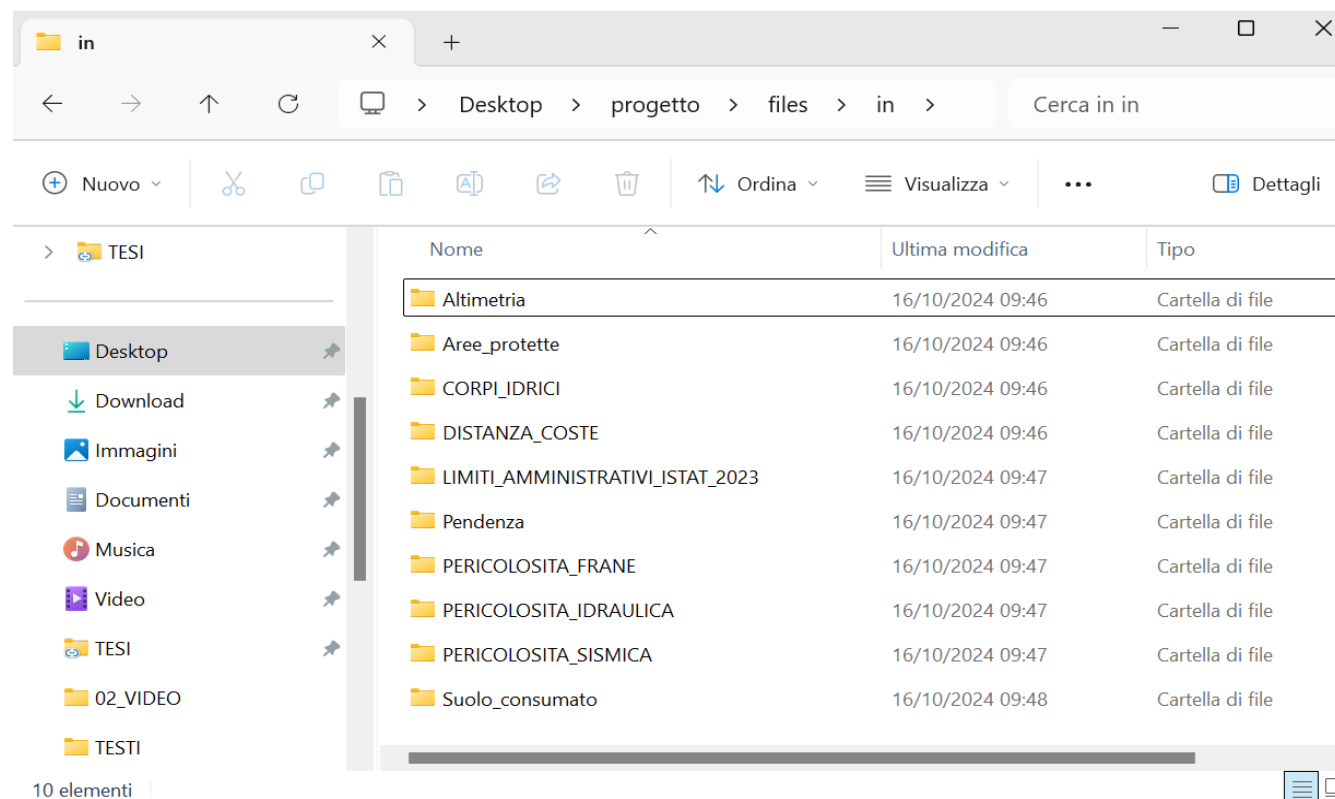 in
Desktop > progetto > files > in >
Cerca in in
Nuovo
Ordina
Visualizza
Dettagli
TESI
Desktop
Download
Immagini
Documenti
Musica
Video
TESI
02_VIDEO
TESTI
Nome Ultima modifica Tipo
Altimetria 16/10/2024 09:46 Cartella di file
Aree_protette 16/10/2024 09:46 Cartella di file
CORPI_IDRICI 16/10/2024 09:46 Cartella di file
DISTANZA_COSTE 16/10/2024 09:46 Cartella di file
LIMITI_AMMINISTRATIVI_ISTAT_2023 16/10/2024 09:47 Cartella di file
Pendenza 16/10/2024 09:47 Cartella di file
PERICOLOSITA_FRANE 16/10/2024 09:47 Cartella di file
PERICOLOSITA_IDRAULICA 16/10/2024 09:47 Cartella di file
PERICOLOSITA_SISMICA 16/10/2024 09:47 Cartella di file
Suolo_consumato 16/10/2024 09:48 Cartella di file
10 elementi